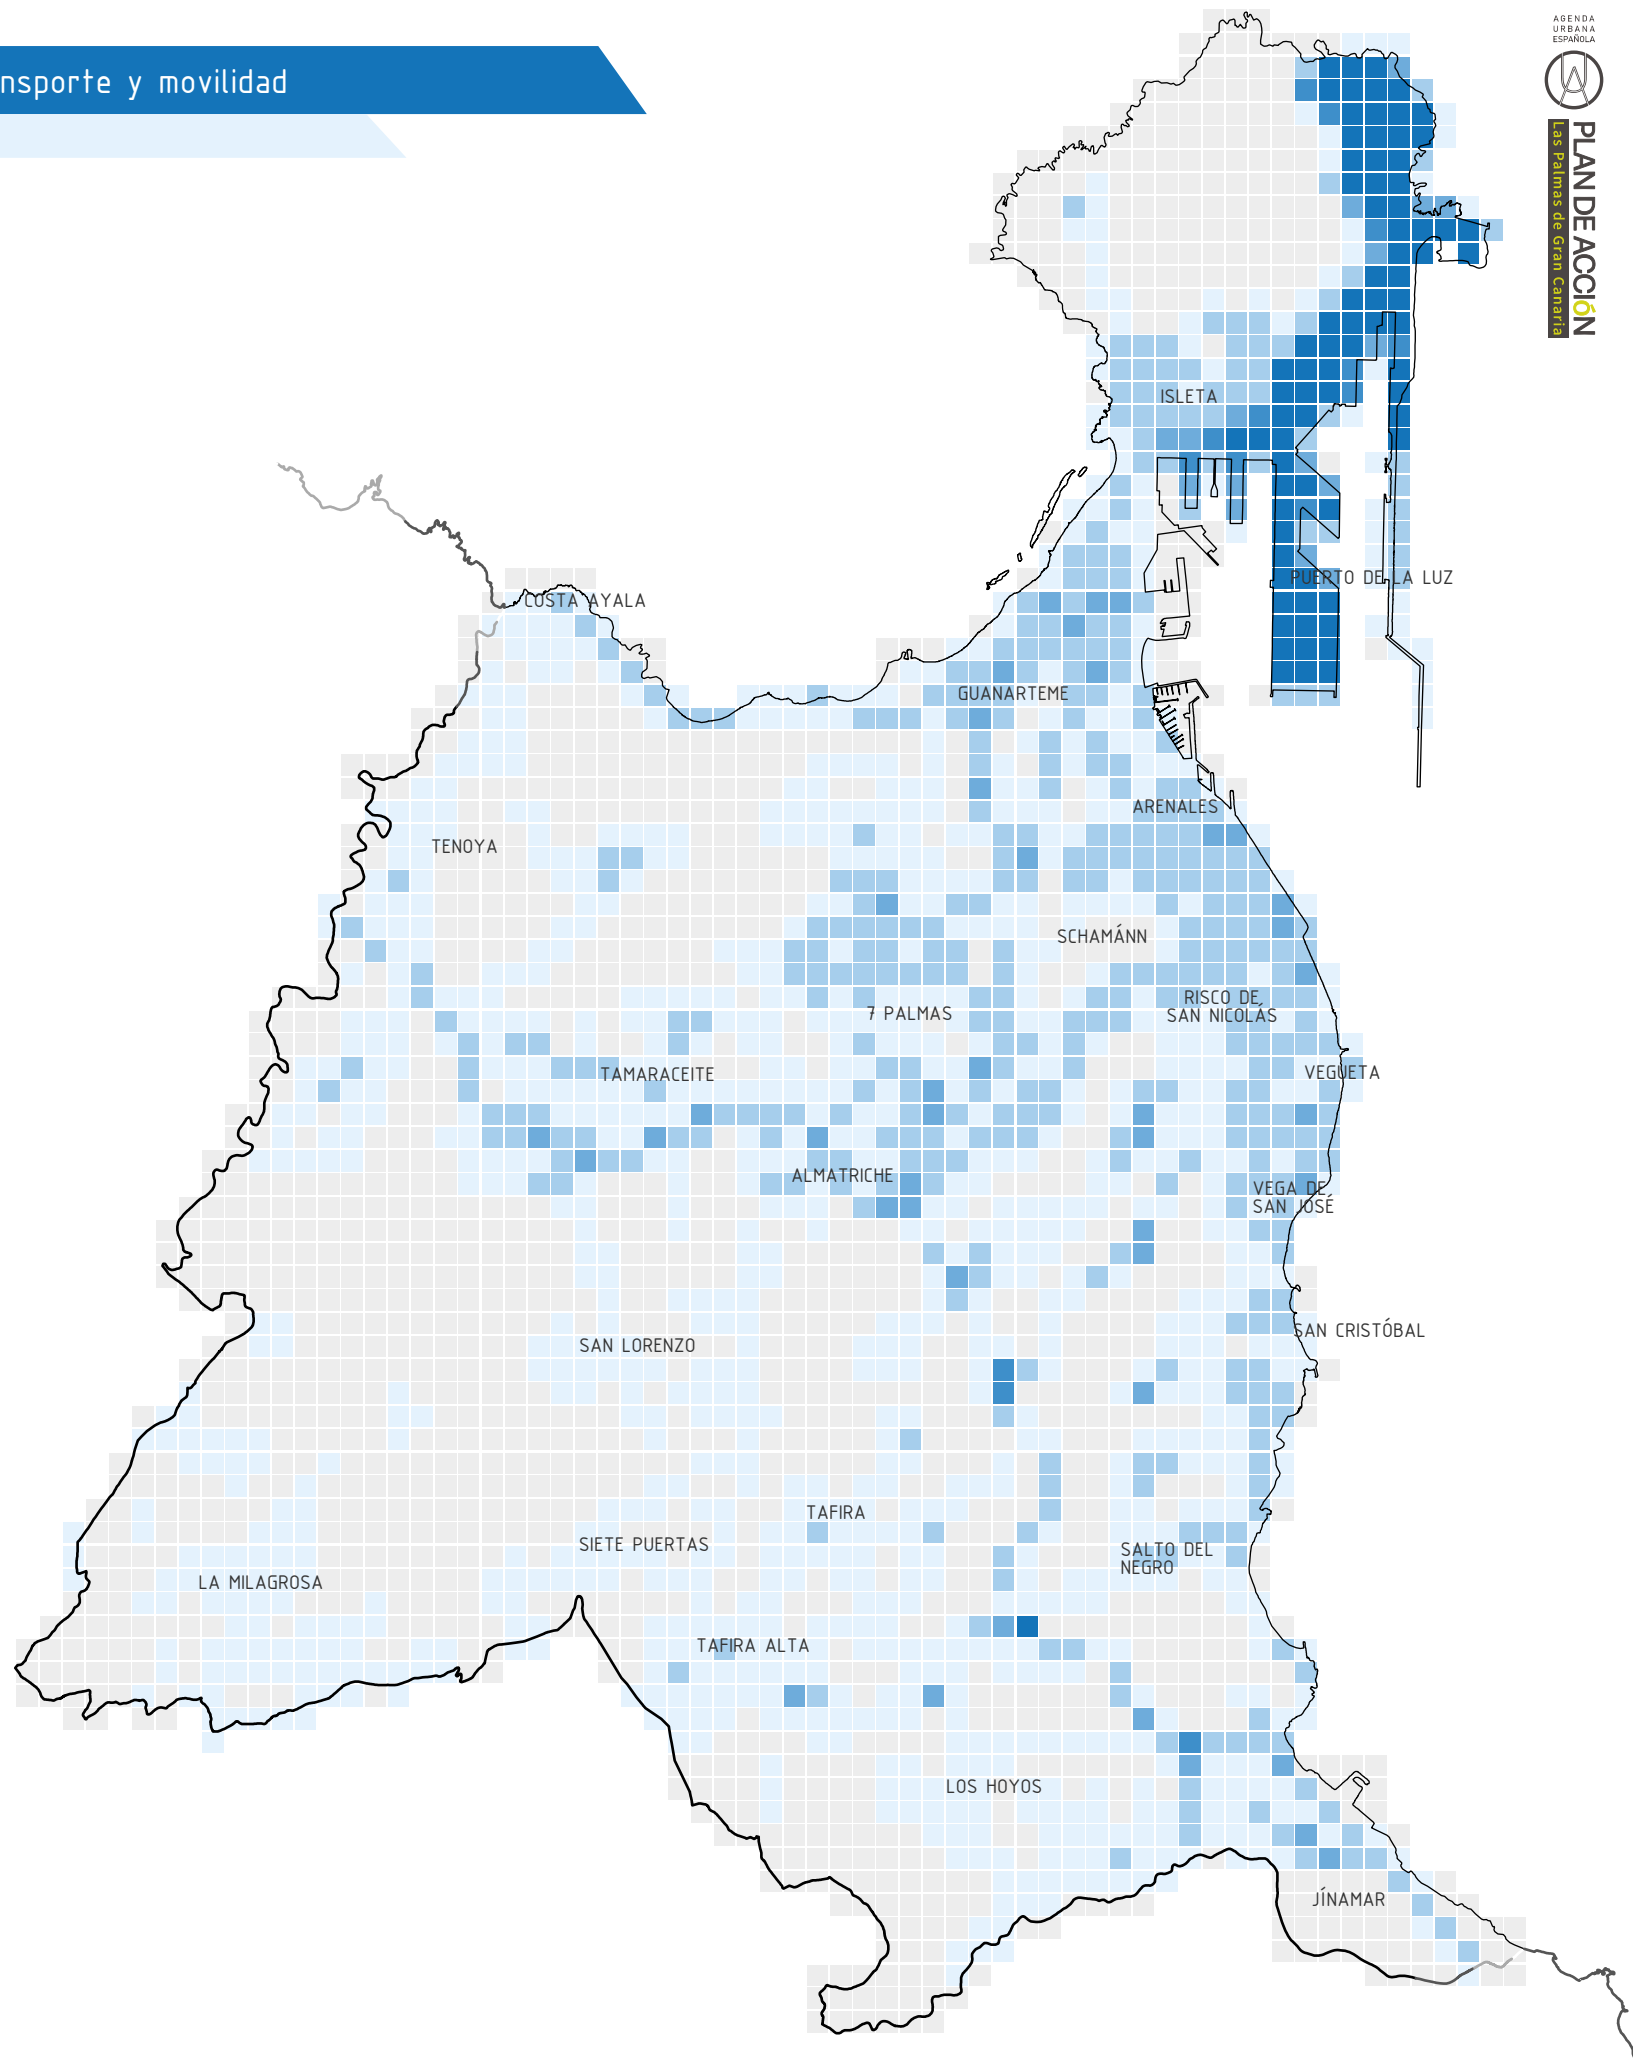 nsporte y movilidad
AGENDA
URBANA
ESPAÑOLA
PLAN DE ACCIóN
Las Palmas de Gran Canaria
ISLETA
PUERTO DE LA LUZ
COSTA AYALA
GUANARTEME
ARENALES
TENOYA
SCHAMÁNN
RISCO DE
SAN NICOLÁS
7 PALMAS
TAMARACEITE
VEGUETA
ALMATRICHE
VEGA DE
SAN JOSÉ
SAN CRISTÓBAL
SAN LORENZO
TAFIRA
SIETE PUERTAS
SALTO DEL
NEGRO
LA MILAGROSA
TAFIRA ALTA
LOS HOYOS
JÍNAMAR